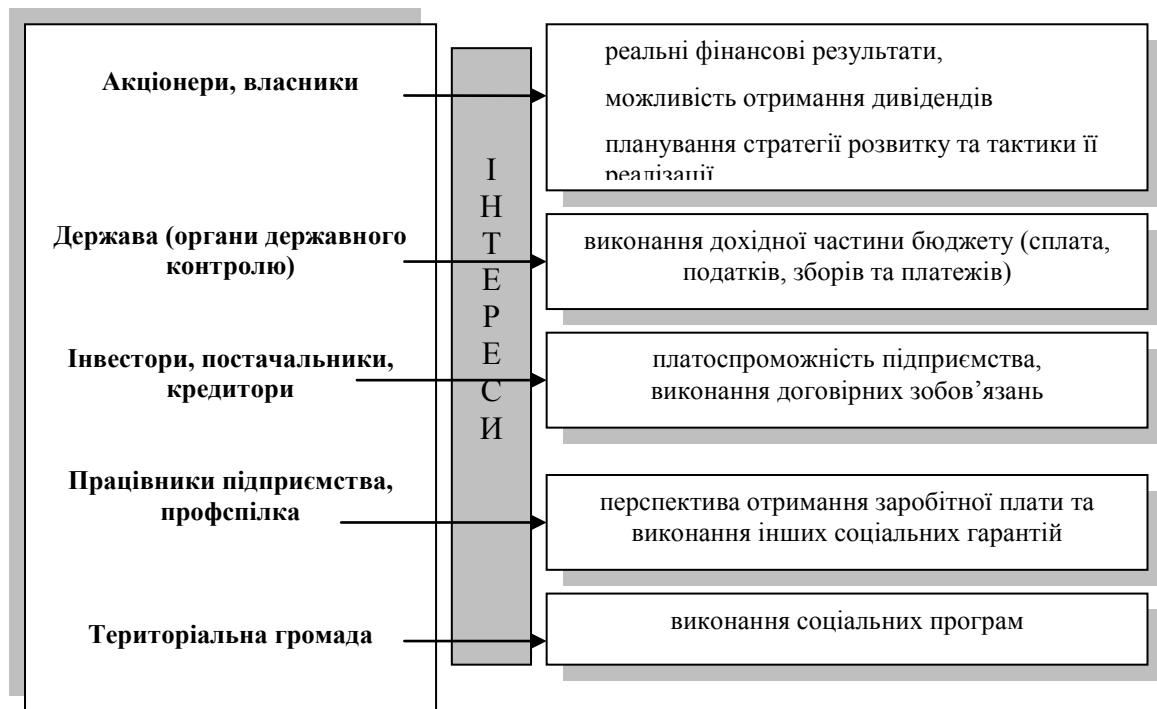 Акціонери, власники
Держава (органи державного
контролю)
Інвестори, постачальники,
кредитори
Працівники підприємства,
профспілка
Територіальна громада
І
Н
Т
Е
Р
Е
С
И
реальні фінансові результати,
можливість отримання дивідендів
планування стратегії розвитку та тактики її
реалізації
виконання дохідної частини бюджету (сплата,
податків, зборів та платежів)
платоспроможність підприємства,
виконання договірних зобов’язань
перспектива отримання заробітної плати та
виконання інших соціальних гарантій
виконання соціальних програм